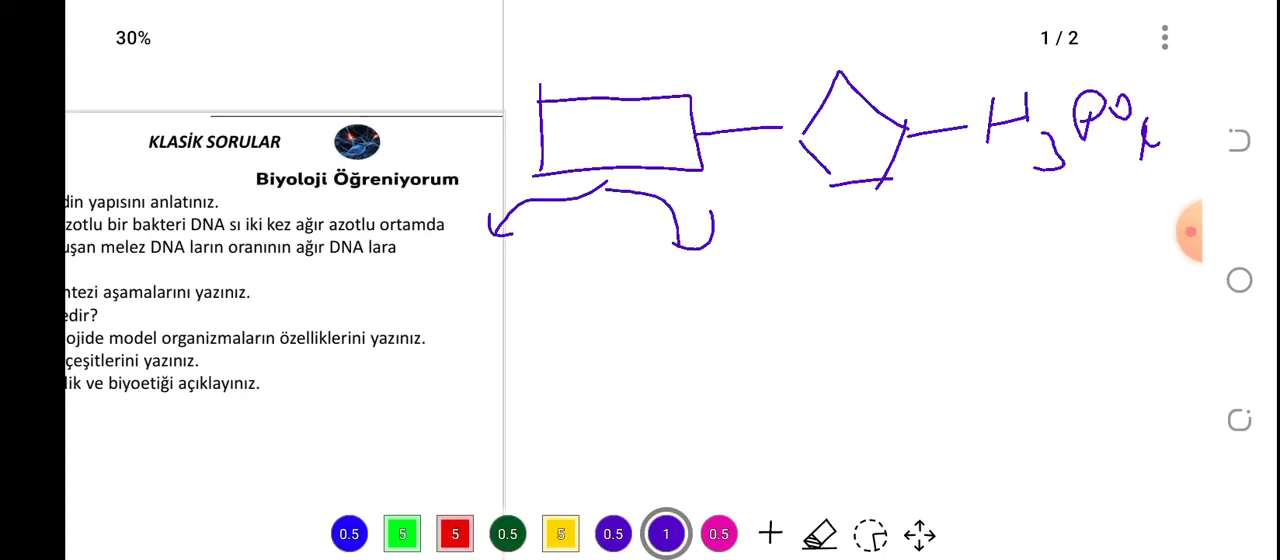 30%
1 / 2
H3PO4
KLASİK SORULAR
Biyoloji Öğreniyorum
din yapısını anlatınız.
zotlu bir bakteri DNA sı iki kez ağır azotlu ortamda
uşan melez DNA ların oranının ağır DNA lara
ntezi aşamalarını yazınız.
edir?
ojide model organizmaların özelliklerini yazınız.
çeşitlerini yazınız.
lik ve biyoetiği açıklayınız.
0.5 5 5 0.5 5 0.5 1 0.5